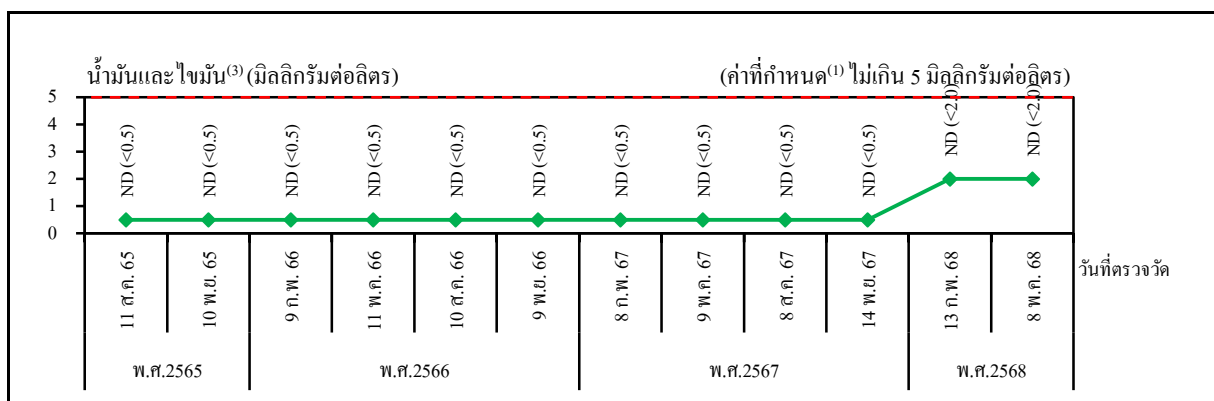 น้ำมันและไขมัน(3) (มิลลิกรัมต่อลิตร)
(ค่าที่กำหนด(1) ไม่เกิน 5 มิลลิกรัมต่อลิตร)
5
4
3
2
1
0
ND (<0.5)
ND (<0.5)
ND (<0.5)
ND (<0.5)
ND (<0.5)
ND (<0.5)
ND (<0.5)
ND (<0.5)
ND (<0.5)
ND (<0.5)
ND (<2.0)
ND (<2.0)
11 ส.ค. 65
10 พ.ย. 65
9 ก.พ. 66
11 พ.ค. 66
10 ส.ค. 66
9 พ.ย. 66
8 ก.พ. 67
9 พ.ค. 67
8 ส.ค. 67
14 พ.ย. 67
13 ก.พ. 68
8 พ.ค. 68
วันที่ตรวจวัด
พ.ศ.2565
พ.ศ.2566
พ.ศ.2567
พ.ศ.2568